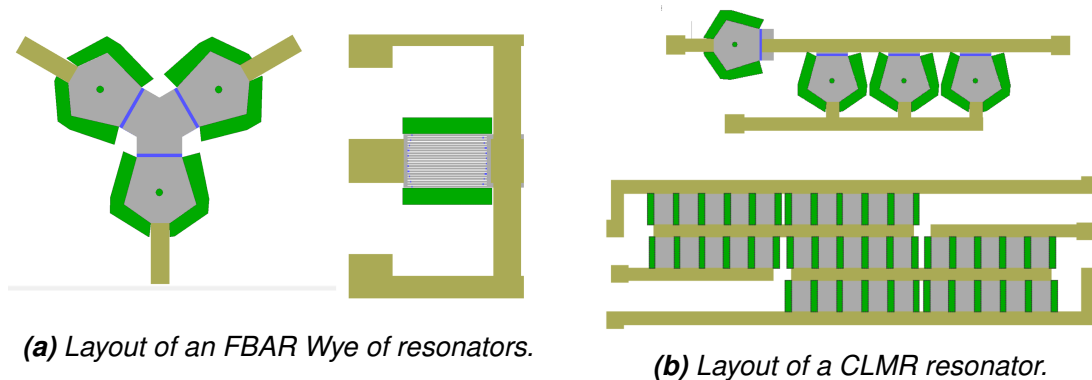 (a) Layout of an FBAR Wye of resonators.
(b) Layout of a CLMR resonator.